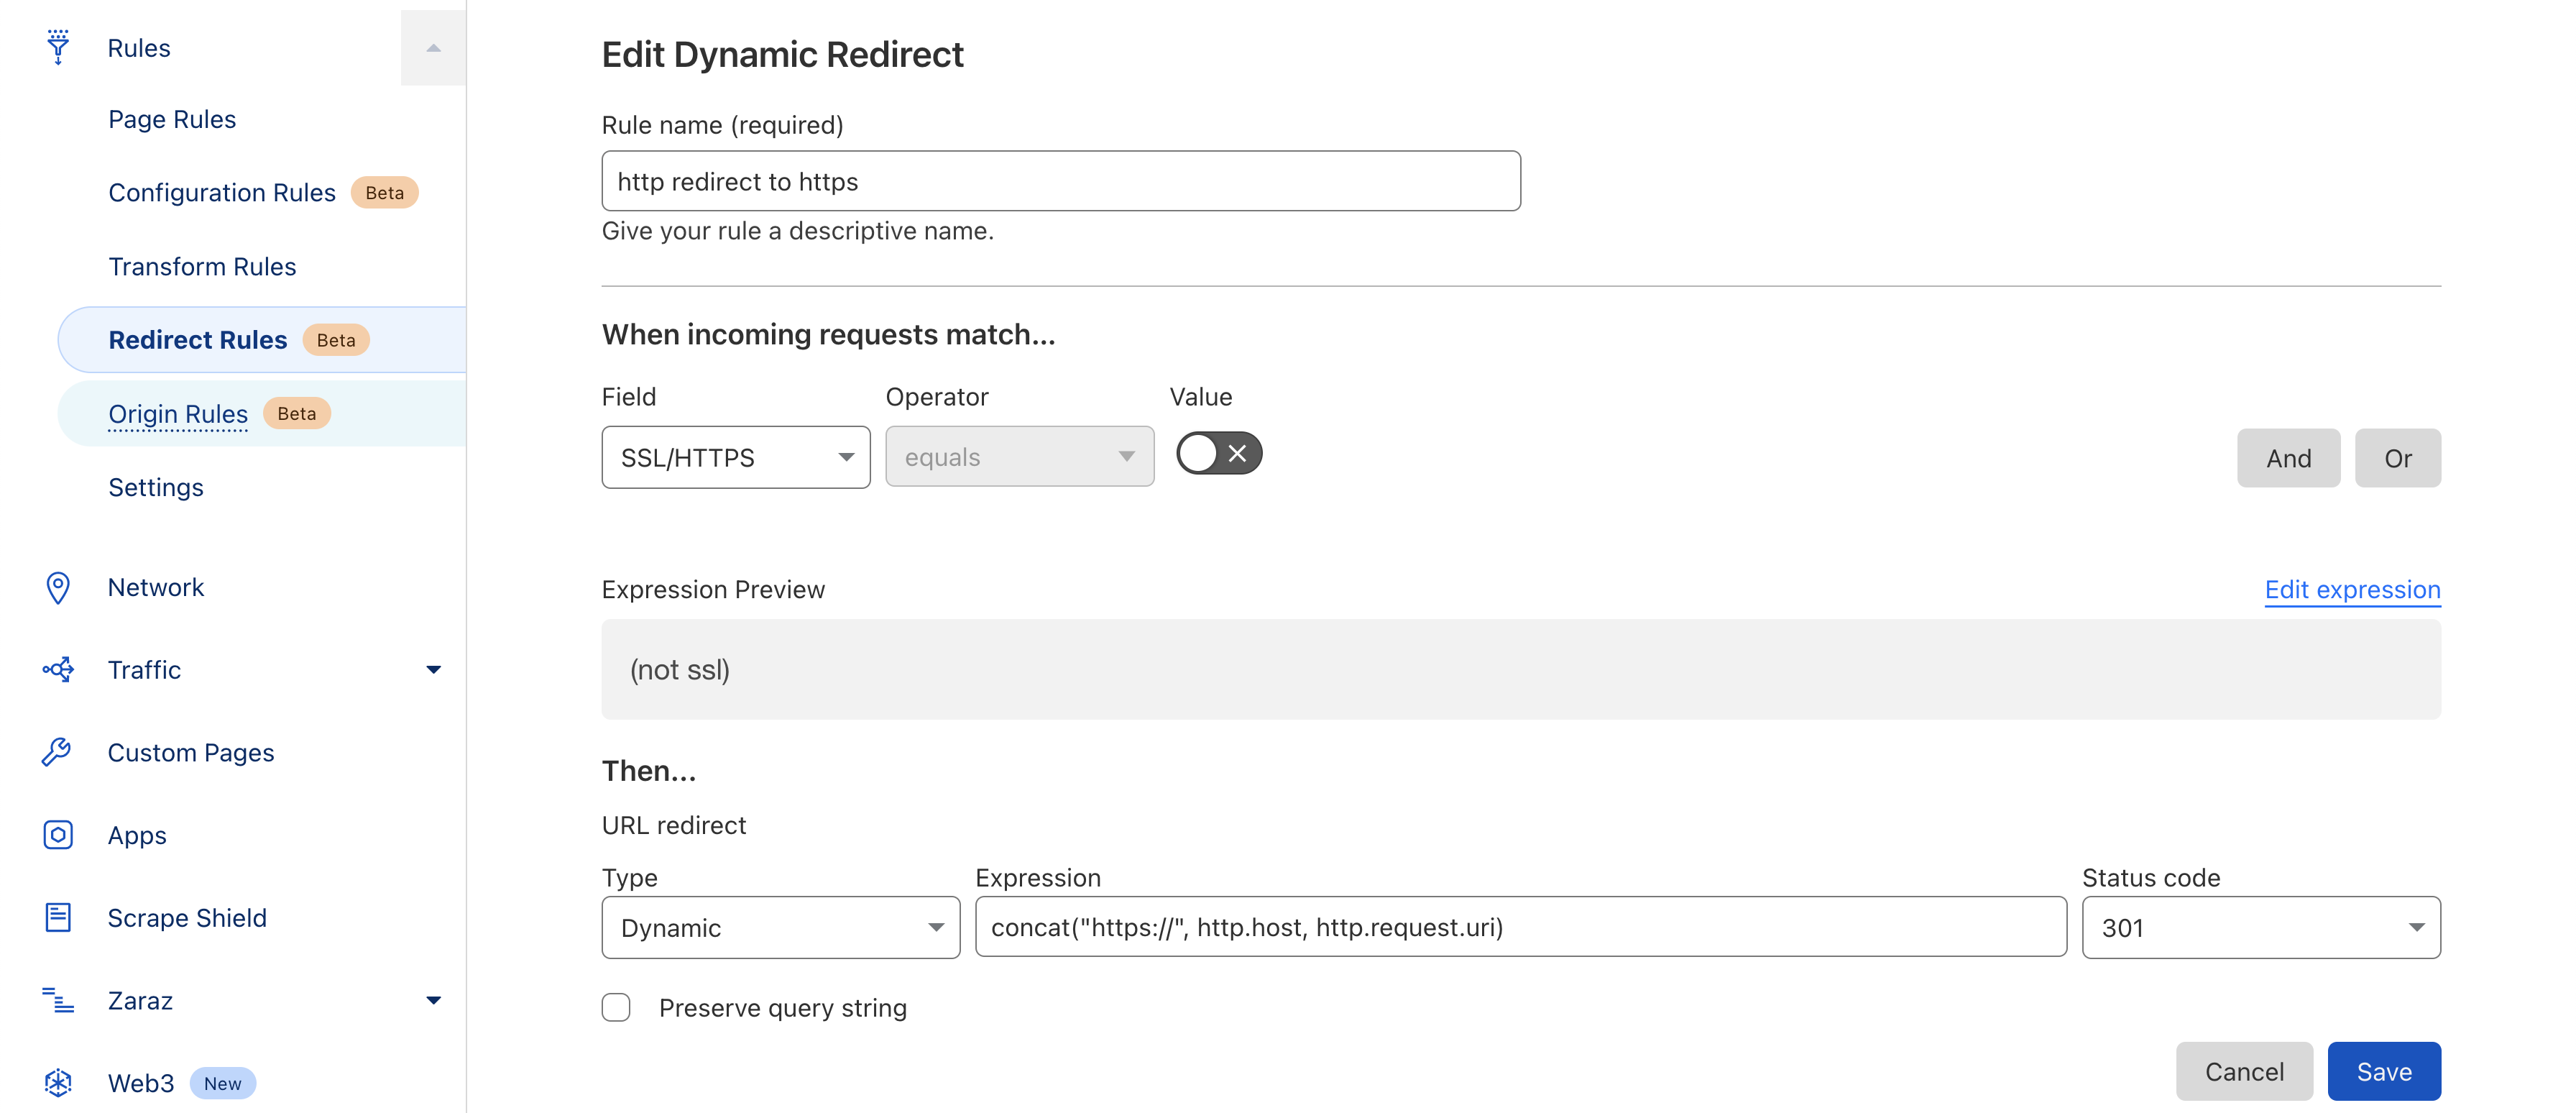 Rules
Page Rules
Configuration Rules Beta
Transform Rules
Redirect Rules Beta
Origin Rules Beta
Settings
Network
Traffic
Custom Pages
Apps
Scrape Shield
Zaraz
Web3 New
Edit Dynamic Redirect
Rule name (required)
http redirect to https
Give your rule a descriptive name.
When incoming requests match...
Field Operator Value
SSL/HTTPS equals And Or
Expression Preview Edit expression
(not ssl)
Then...
URL redirect
Type Expression Status code
Dynamic concat("https://", http.host, http.request.uri) 301
Preserve query string
Cancel Save